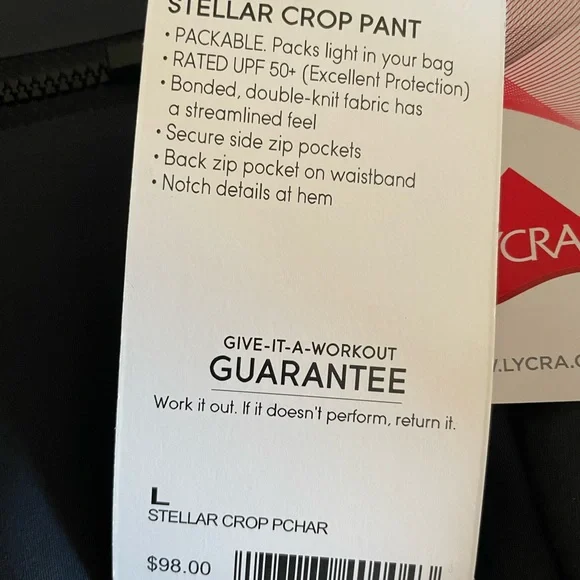 STELLAR CROP PANT
• PACKABLE. Packs light in your bag
• RATED UPF 50+ (Excellent Protection)
• Bonded, double-knit fabric has
a streamlined feel
• Secure side zip pockets
• Back zip pocket on waistband
• Notch details at hem
YCRA
.LYCRA.
GIVE-IT-A-WORKOUT
GUARANTEE
Work it out. If it doesn't perform, return it.
L
STELLAR CROP PCHAR
$98.00